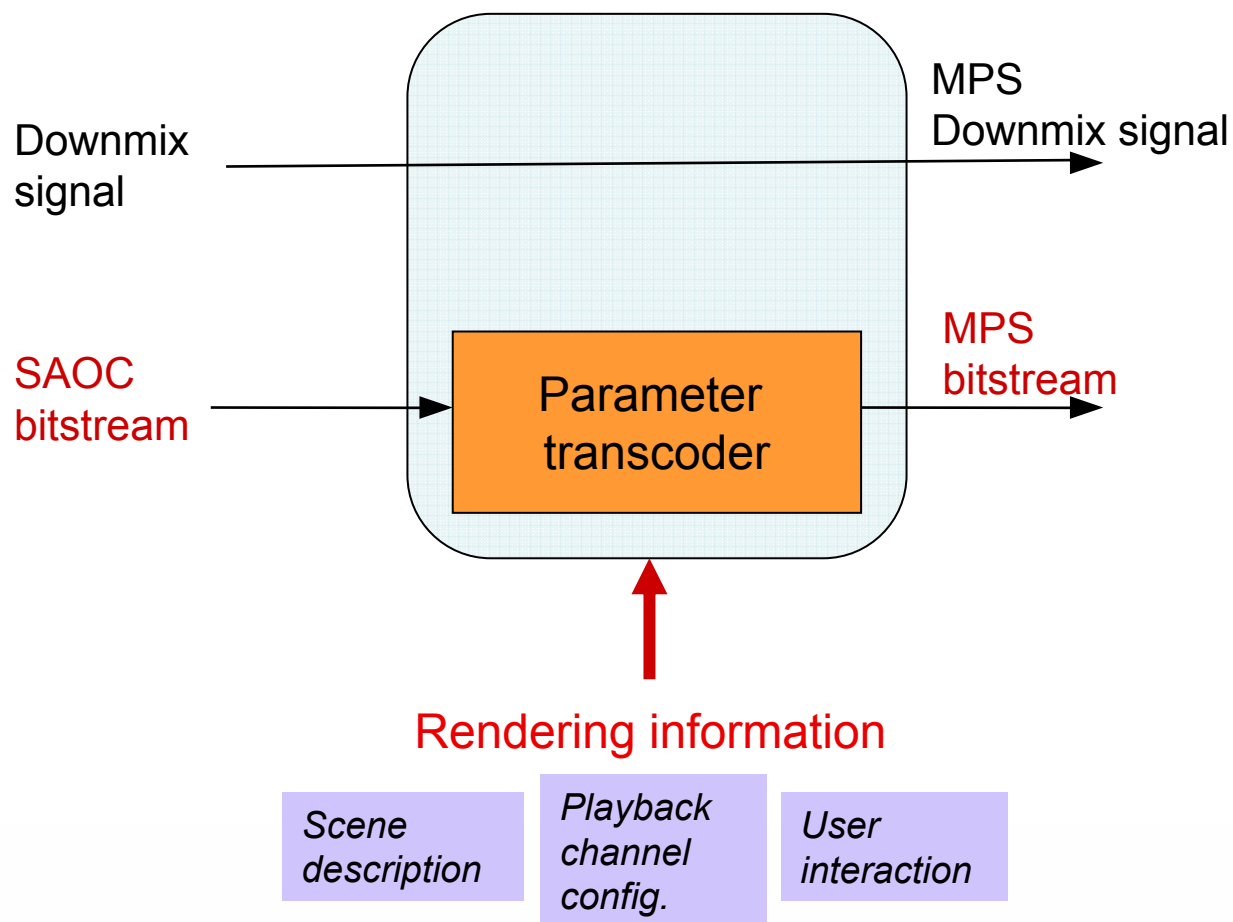 Downmix
signal
MPS
Downmix signal
SAOC
bitstream
Parameter
transcoder
MPS
bitstream
Rendering information
Scene
description
Playback
channel
config.
User
interaction